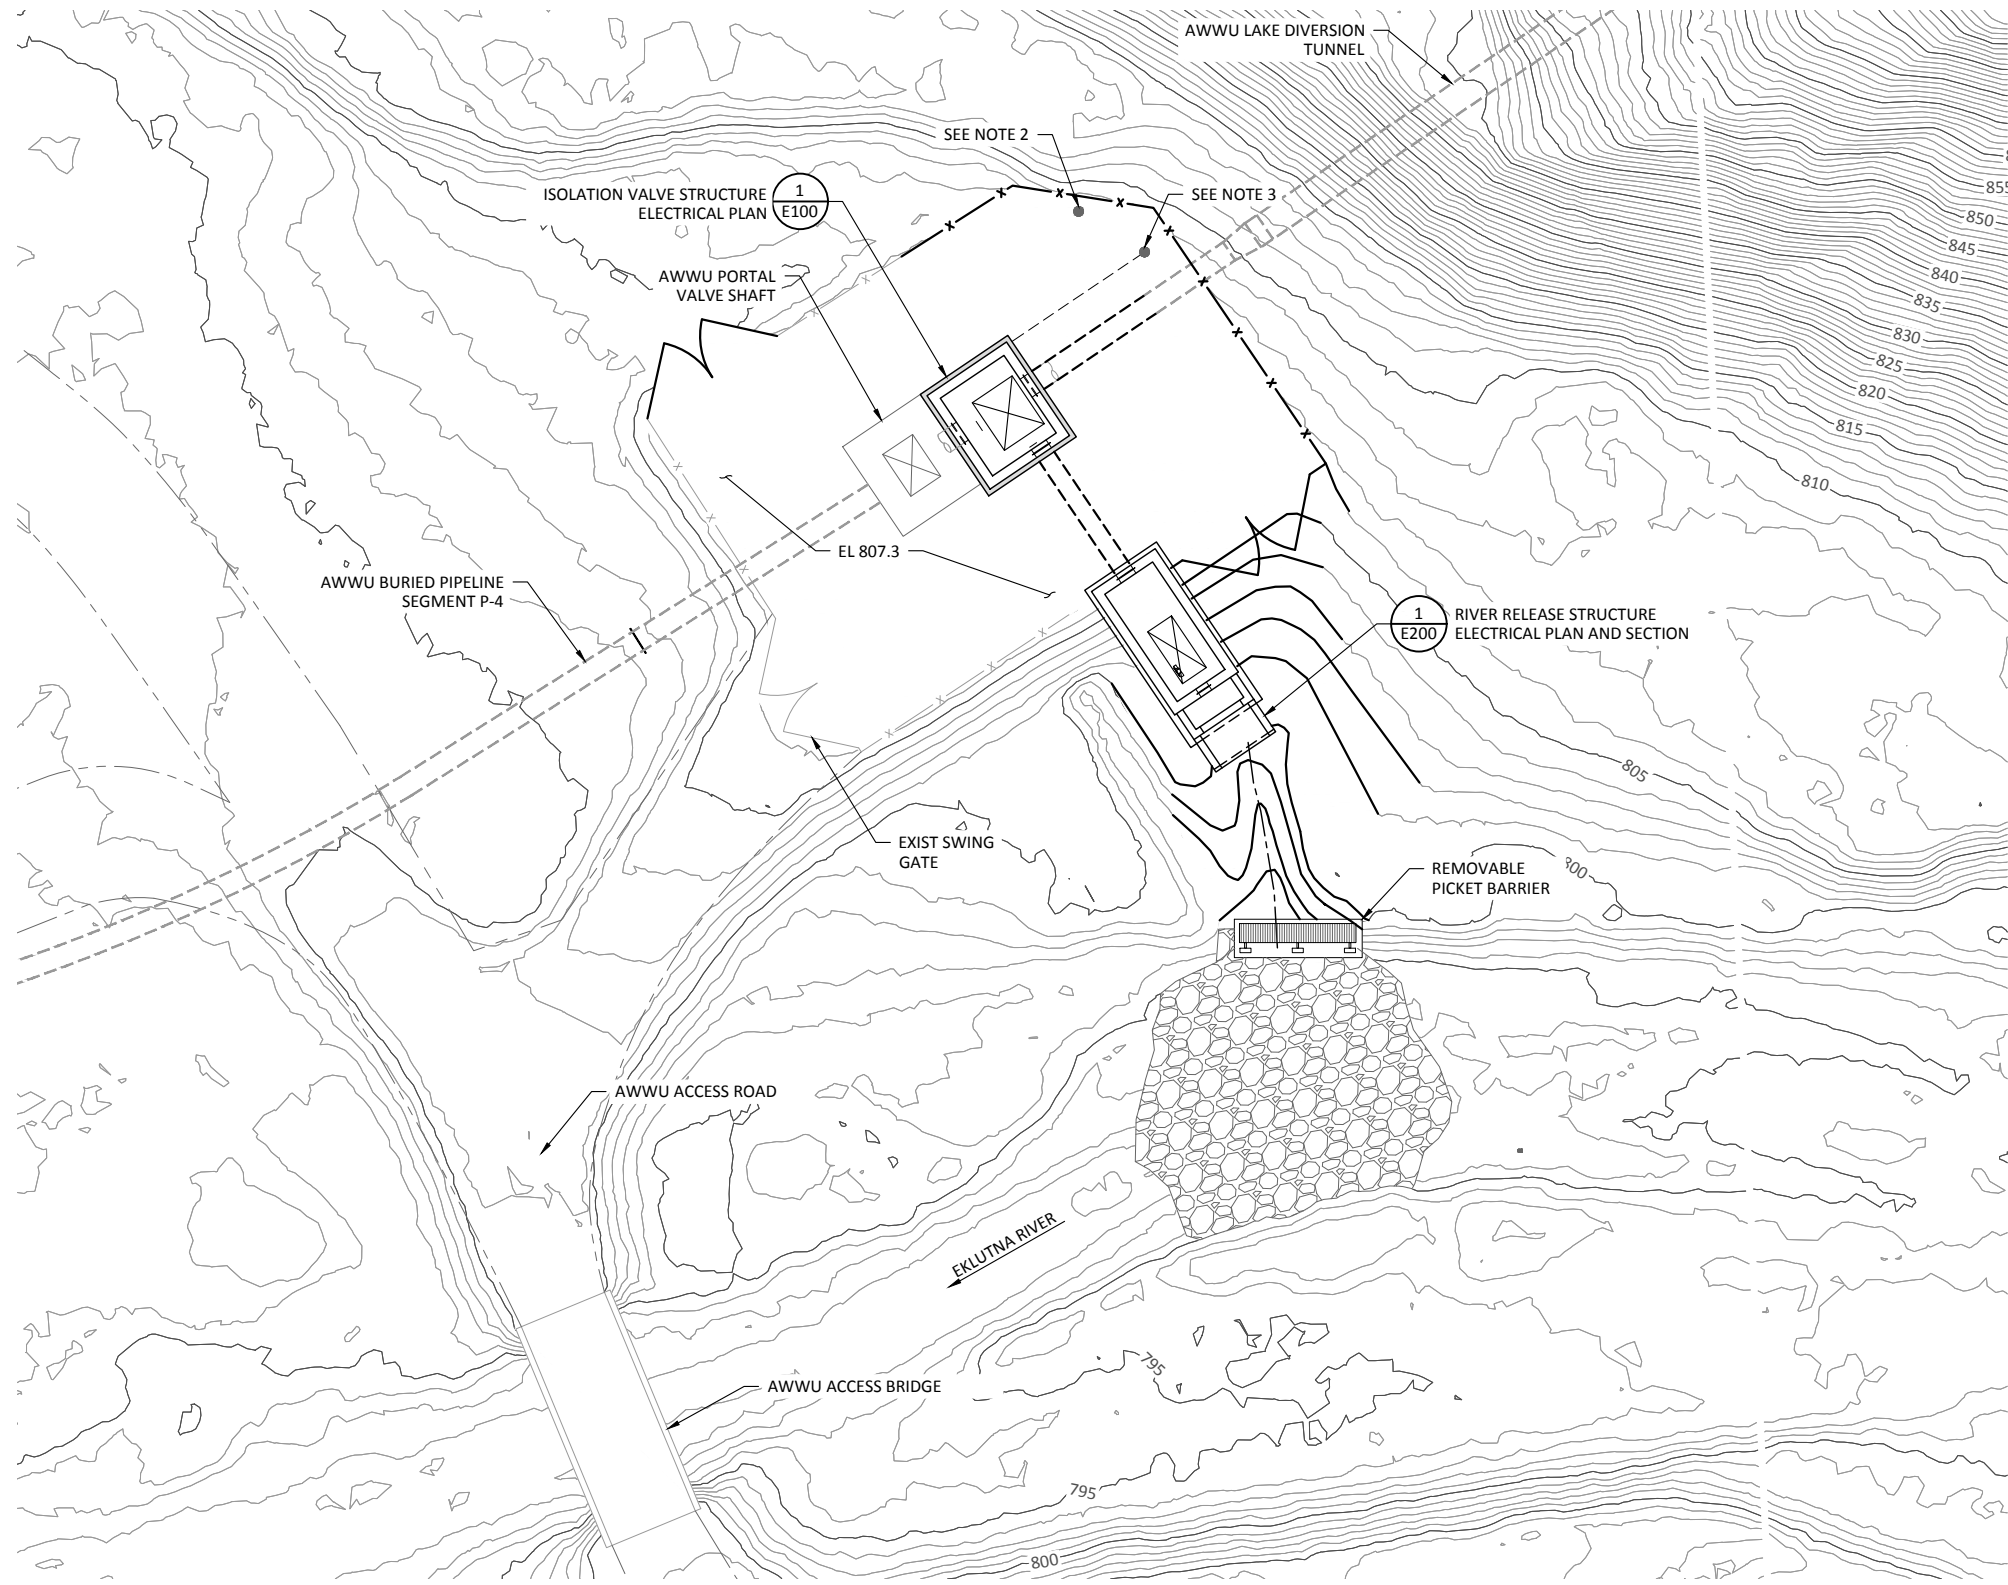 AWWU LAKE DIVERSION
TUNNEL
SEE NOTE 2
ISOLATION VALVE STRUCTURE
ELECTRICAL PLAN
1
E100
SEE NOTE 3
855
850
845
840
835
830
825
820
815
810
AWWU PORTAL
VALVE SHAFT
EL 807.3
AWWU BURIED PIPELINE
SEGMENT P-4
1
E200
RIVER RELEASE STRUCTURE
ELECTRICAL PLAN AND SECTION
805
EXIST SWING
GATE
REMOVABLE
PICKET BARRIER
800
AWWU ACCESS ROAD
EKLUTNA RIVER
795
AWWU ACCESS BRIDGE
795
800